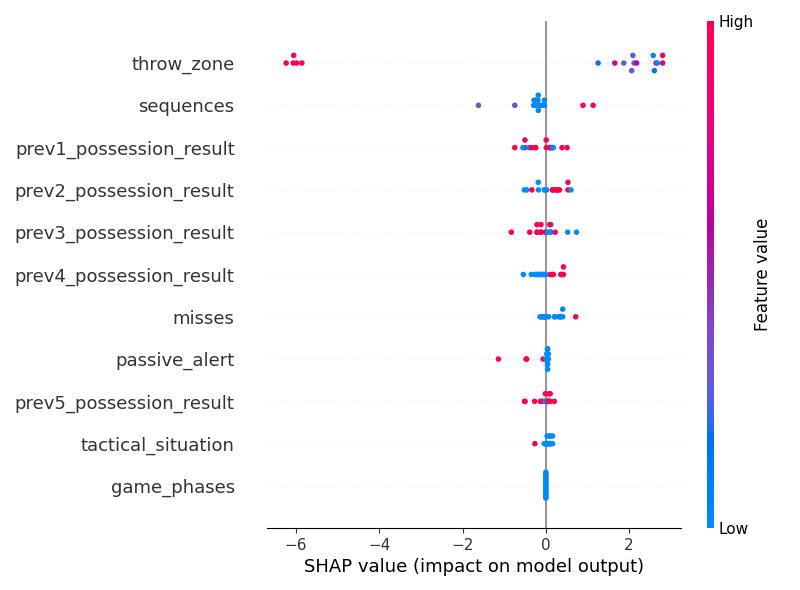 High
throw_zone
sequences
prev1_possession_result
prev2_possession_result
prev3_possession_result
prev4_possession_result
misses
passive_alert
prev5_possession_result
tactical_situation
game_phases
Feature value
Low
−6 −4 −2 0 2
SHAP value (impact on model output)